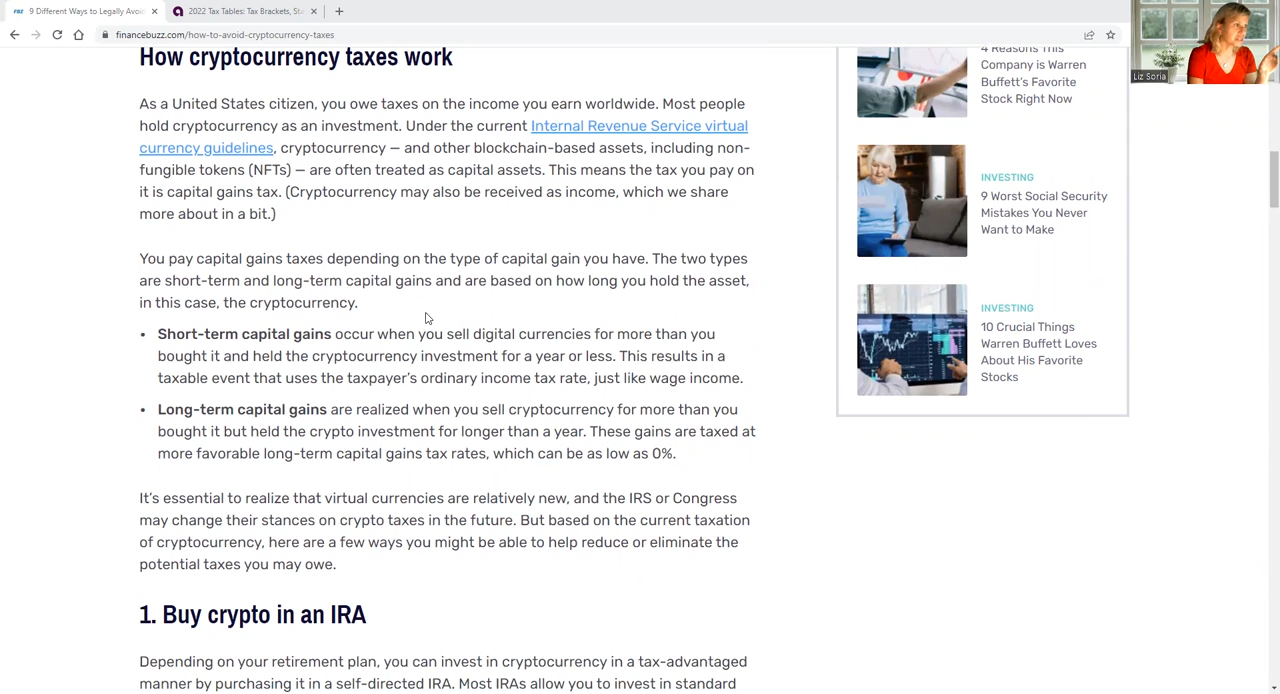 9 Different Ways to Legally Avoi
2022 Tax Tables: Tax Brackets, Sta
financebuzz.com/how-to-avoid-cryptocurrency-taxes
Liz Soria
How cryptocurrency taxes work
As a United States citizen, you owe taxes on the income you earn worldwide. Most people
hold cryptocurrency as an investment. Under the current Internal Revenue Service virtual
currency guidelines, cryptocurrency — and other blockchain-based assets, including non-
fungible tokens (NFTs) — are often treated as capital assets. This means the tax you pay on
it is capital gains tax. (Cryptocurrency may also be received as income, which we share
more about in a bit.)
You pay capital gains taxes depending on the type of capital gain you have. The two types
are short-term and long-term capital gains and are based on how long you hold the asset,
in this case, the cryptocurrency.
• Short-term capital gains occur when you sell digital currencies for more than you
bought it and held the cryptocurrency investment for a year or less. This results in a
taxable event that uses the taxpayer's ordinary income tax rate, just like wage income.
• Long-term capital gains are realized when you sell cryptocurrency for more than you
bought it but held the crypto investment for longer than a year. These gains are taxed at
more favorable long-term capital gains tax rates, which can be as low as 0%.
It's essential to realize that virtual currencies are relatively new, and the IRS or Congress
may change their stances on crypto taxes in the future. But based on the current taxation
of cryptocurrency, here are a few ways you might be able to help reduce or eliminate the
potential taxes you may owe.
1. Buy crypto in an IRA
Depending on your retirement plan, you can invest in cryptocurrency in a tax-advantaged
manner by purchasing it in a self-directed IRA. Most IRAs allow you to invest in standard
4 Reasons This
Company is Warren
Buffett's Favorite
Stock Right Now
INVESTING
9 Worst Social Security
Mistakes You Never
Want to Make
INVESTING
10 Crucial Things
Warren Buffett Loves
About His Favorite
Stocks